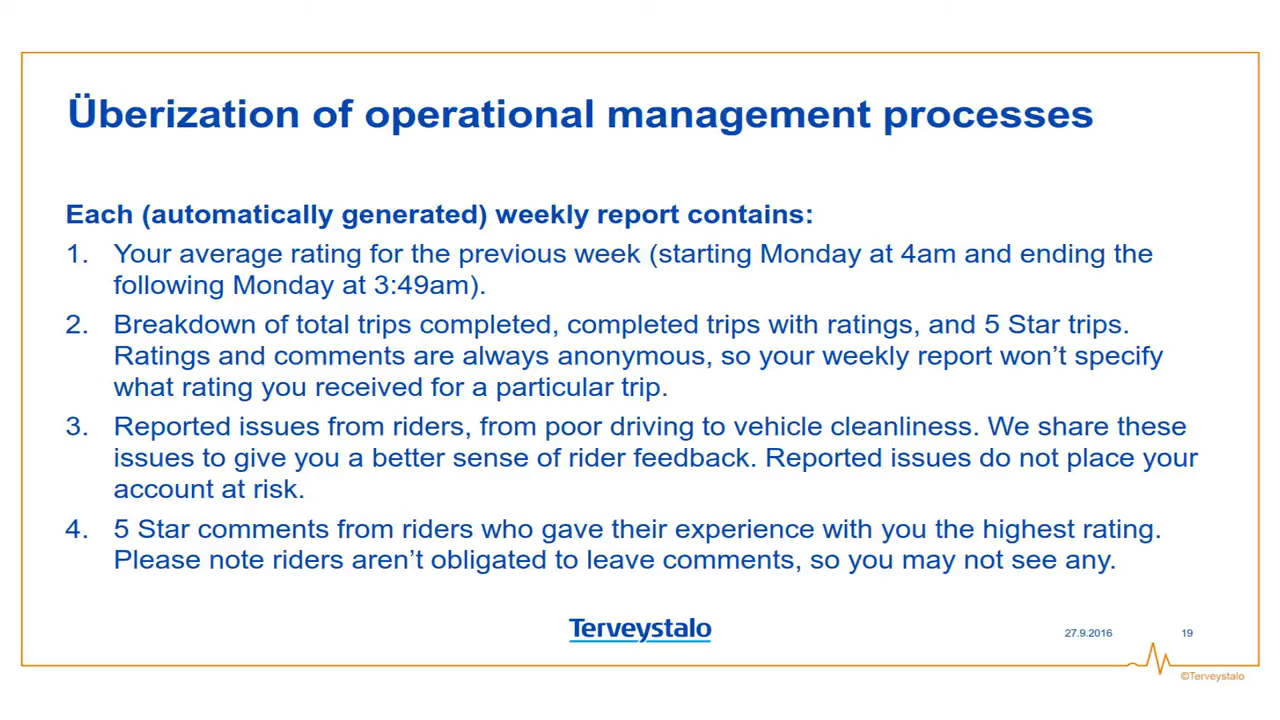 Überization of operational management processes
Each (automatically generated) weekly report contains:
1. Your average rating for the previous week (starting Monday at 4am and ending the
following Monday at 3:49am).
2. Breakdown of total trips completed, completed trips with ratings, and 5 Star trips.
Ratings and comments are always anonymous, so your weekly report won’t specify
what rating you received for a particular trip.
3. Reported issues from riders, from poor driving to vehicle cleanliness. We share these
issues to give you a better sense of rider feedback. Reported issues do not place your
account at risk.
4. 5 Star comments from riders who gave their experience with you the highest rating.
Please note riders aren’t obligated to leave comments, so you may not see any.
Terveystalo
27.9.2016 19
©Terveystalo